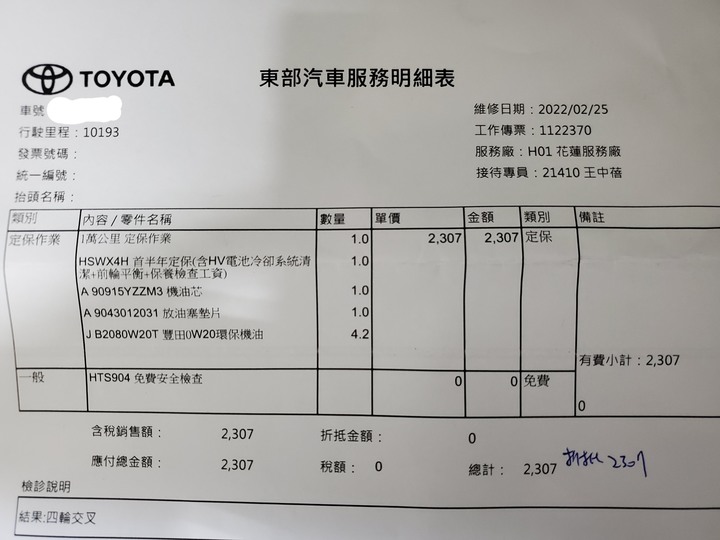 TOYOTA 東部汽車服務明細表
車號
維修日期：2022/02/25
行駛里程：10193
工作傳票：1122370
發票號碼：
服務廠：H01 花蓮服務廠
統一編號：
接待專員：21410 王中蓓
抬頭名稱：
類別 內容 / 零件名稱 數量 單價 金額 類別 備註
定保作業 1萬公里 定保作業 1.0 2,307 2,307 定保
HSWX4H 首半年定保(含HV電池冷卻系統清 1.0
潔+前輪平衡+保養檢查工資)
A 90915YZZM3 機油芯 1.0
A 9043012031 放油塞墊片 1.0
J B2080W20T 豐田0W20環保機油 4.2
有費小計：2,307
一般 HTS904 免費安全檢查 0 0 免費
0
含稅銷售額： 2,307 折抵金額： 0
應付總金額： 2,307 稅額： 0 總計： 2,307 2307
檢診說明
結果:四輪交叉